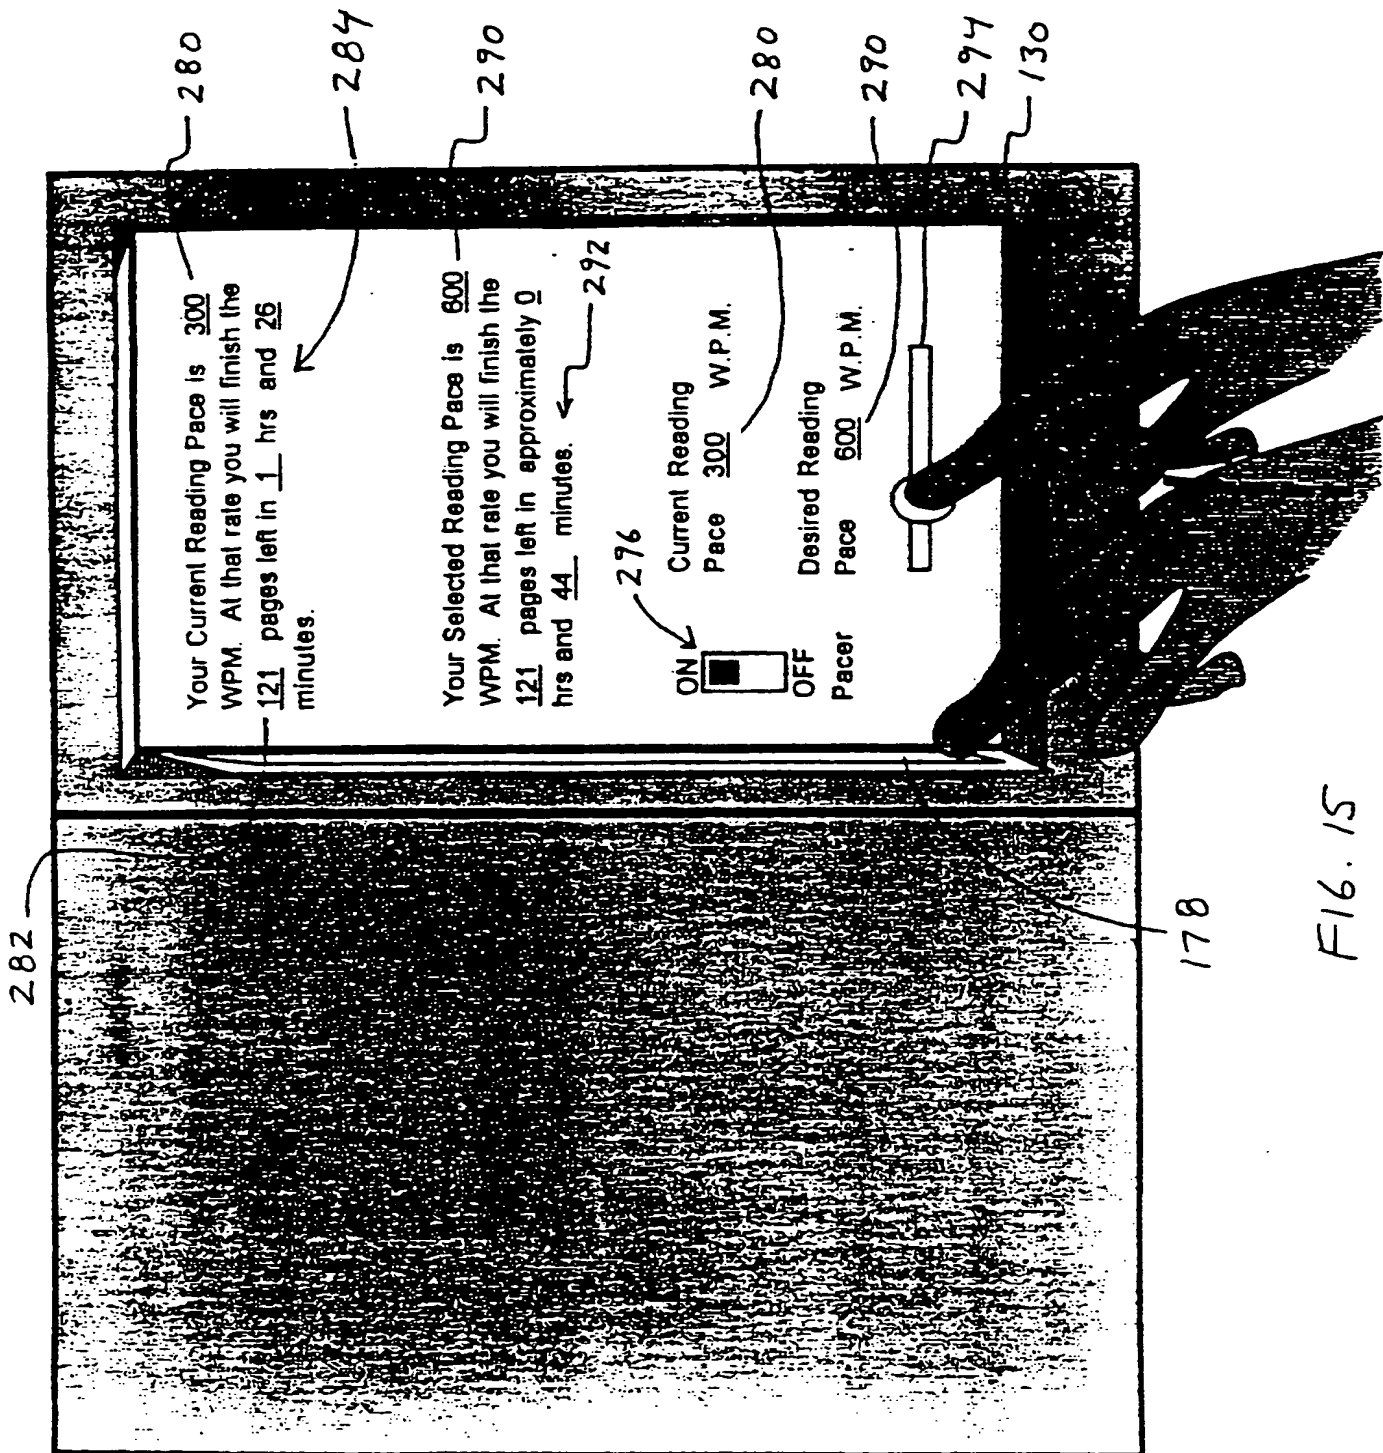 282
280
284
290
Your Current Reading Pace is 300
WPM. At that rate you will finish the
121 pages left in 1 hrs and 26
minutes.
Your Selected Reading Pace is 600
WPM. At that rate you will finish the
121 pages left in approximately 0
hrs and 44 minutes.
292
296
ON
OFF
Pacer
Current Reading
Pace 300 W.P.M.
280
Desired Reading
Pace 600 W.P.M.
290
294
130
178
FIG. 15